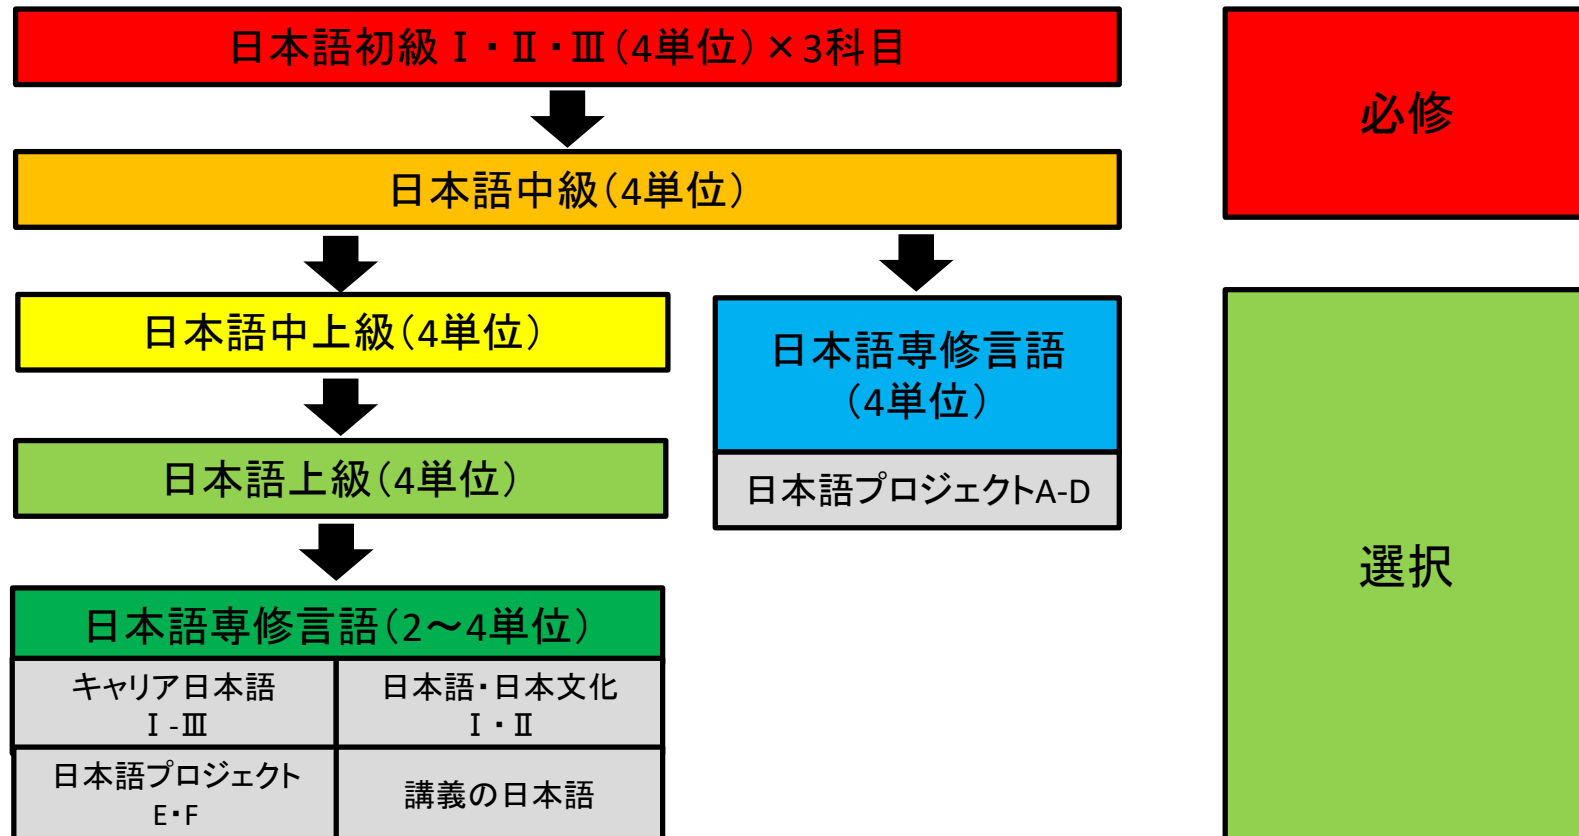 日本語初級Ⅰ・Ⅱ・Ⅲ(4単位)×3科目
必修
日本語中級(4単位)
日本語中上級(4単位)
日本語専修言語
(4単位)
日本語プロジェクトA-D
日本語上級(4単位)
選択
日本語専修言語(2～4単位)
キャリア日本語
Ⅰ-Ⅲ
日本語・日本文化
Ⅰ・Ⅱ
日本語プロジェクト
E・F
講義の日本語